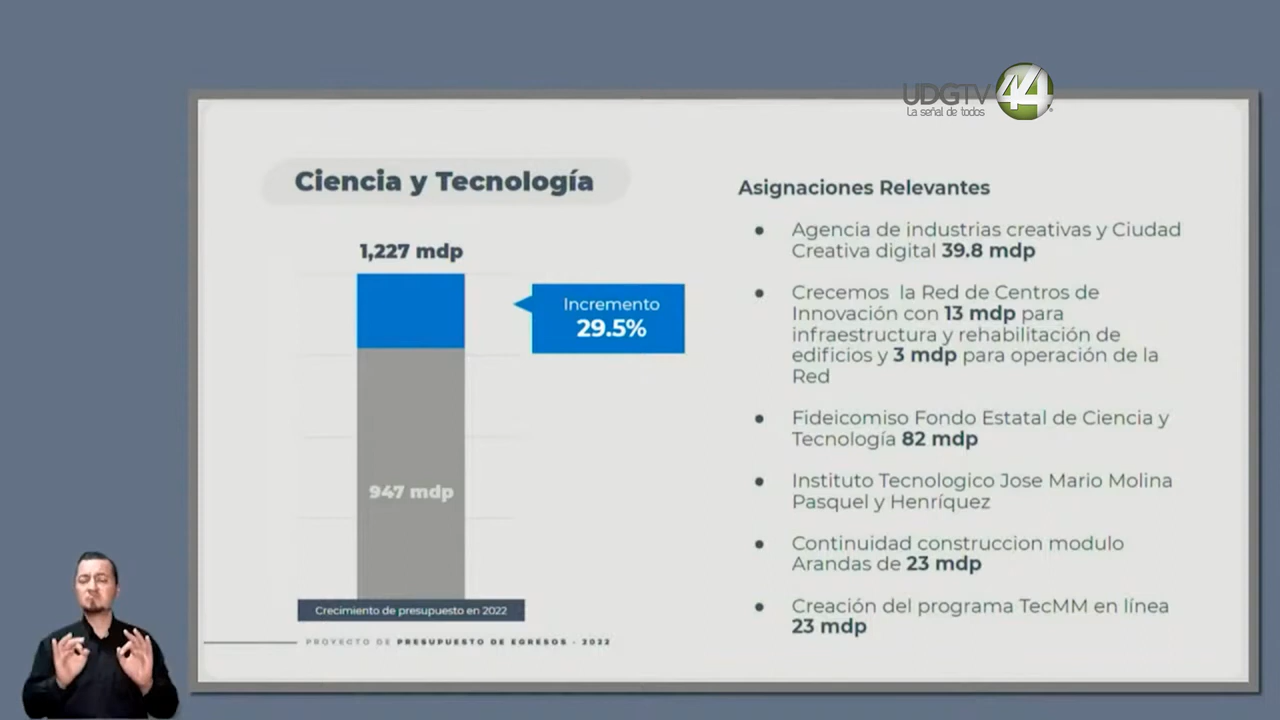 UDGTV 44
La señal de todos
Ciencia y Tecnología
1,227 mdp
Incremento
29.5%
947 mdp
Crecimiento de presupuesto en 2022
PROYECTO DE PRESUPUESTO DE EGRESOS - 2022
Asignaciones Relevantes
● Agencia de industrias creativas y Ciudad
Creativa digital 39.8 mdp
● Crecemos la Red de Centros de
Innovación con 13 mdp para
infraestructura y rehabilitación de
edificios y 3 mdp para operación de la
Red
● Fideicomiso Fondo Estatal de Ciencia y
Tecnología 82 mdp
● Instituto Tecnologico Jose Mario Molina
Pasquel y Henríquez
● Continuidad construccion modulo
Arandas de 23 mdp
● Creación del programa TecMM en línea
23 mdp